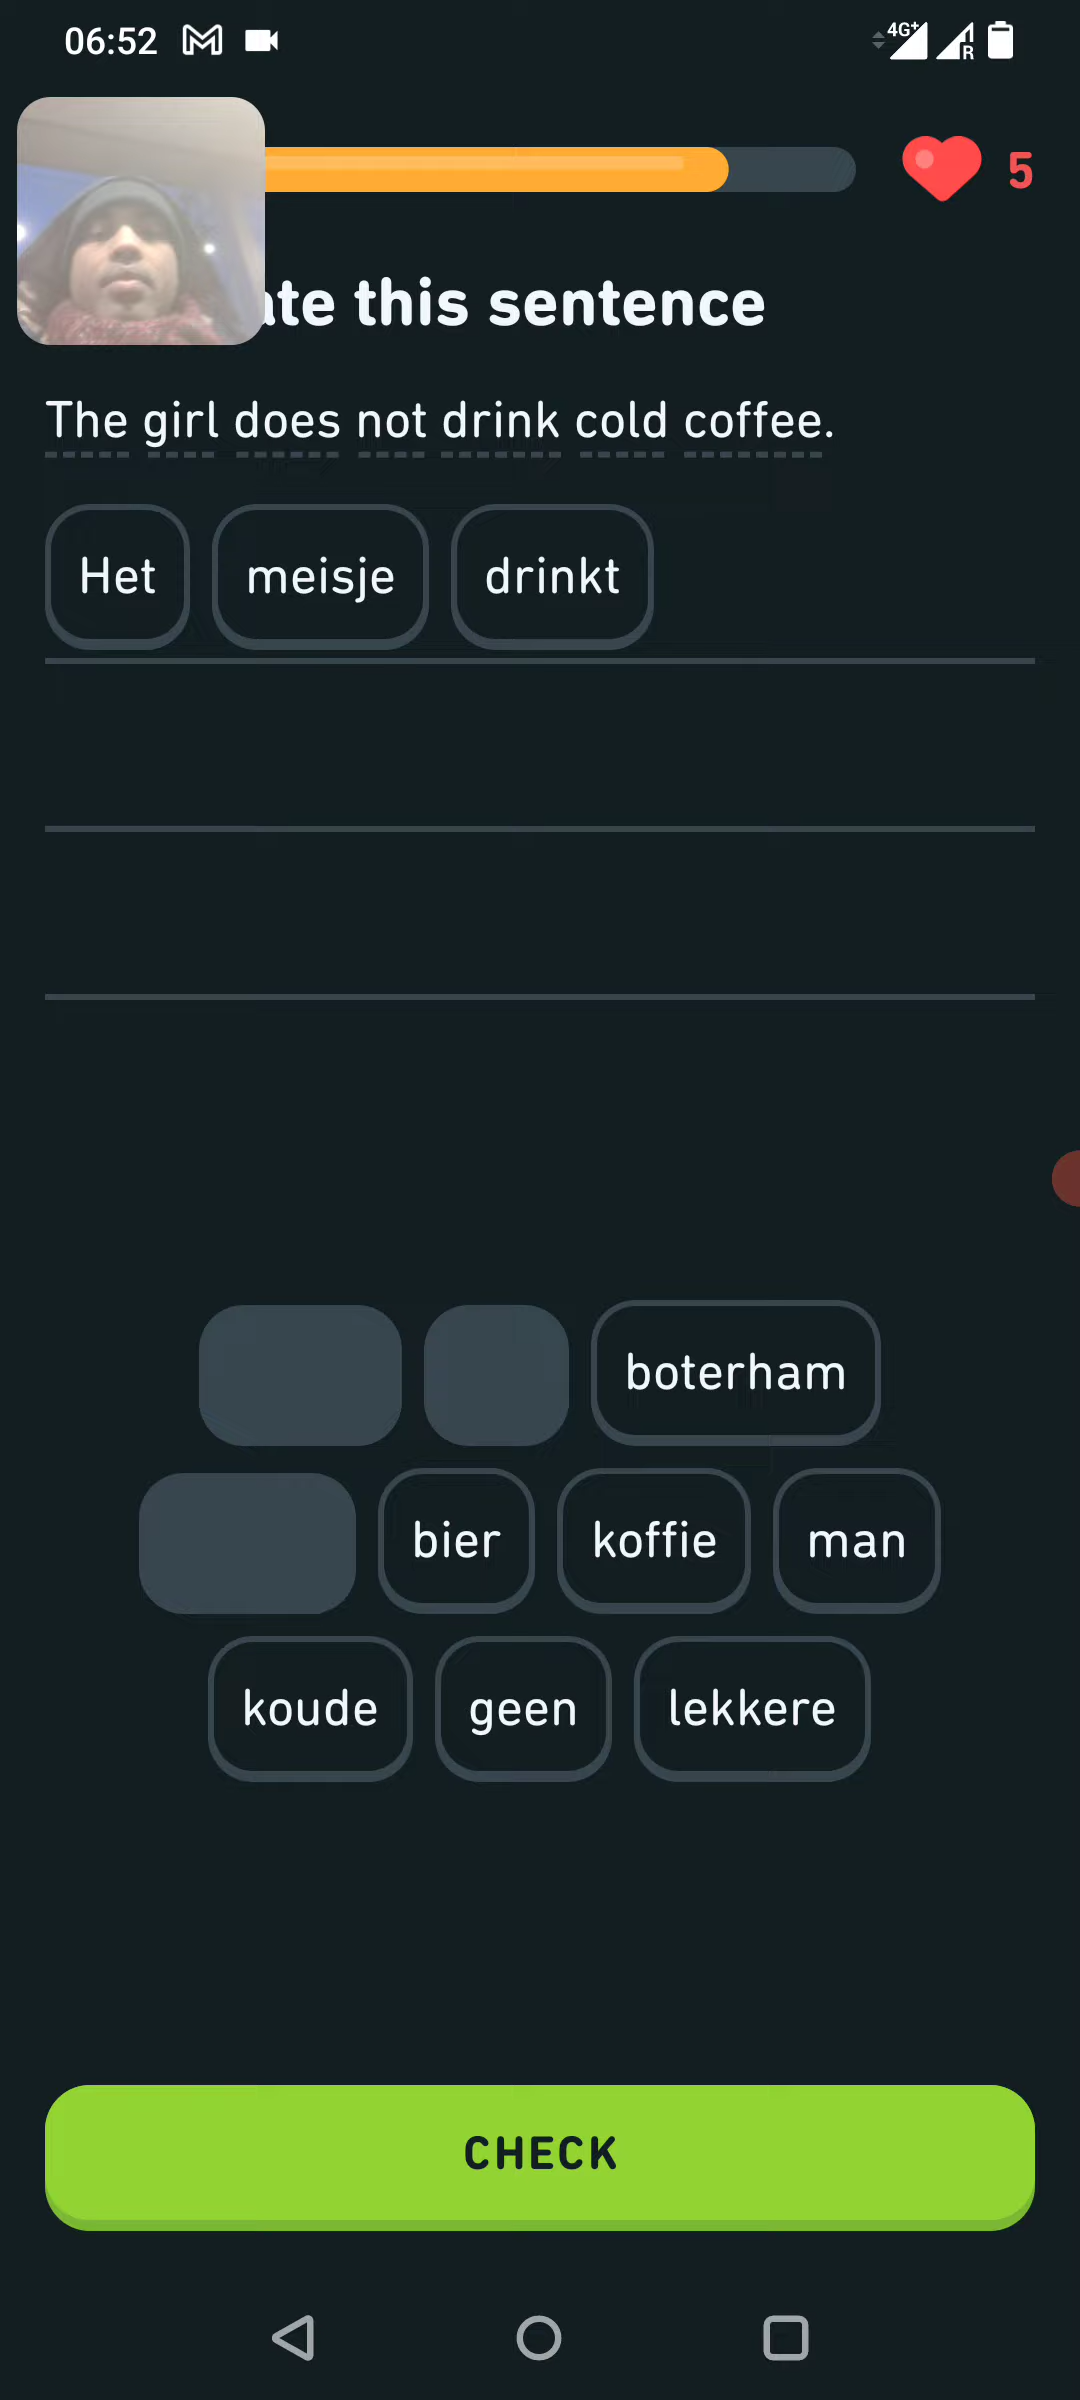 06:52 4G+ R
5
ate this sentence
The girl does not drink cold coffee.
Het meisje drinkt
boterham
bier koffie man
koude geen lekkere
CHECK